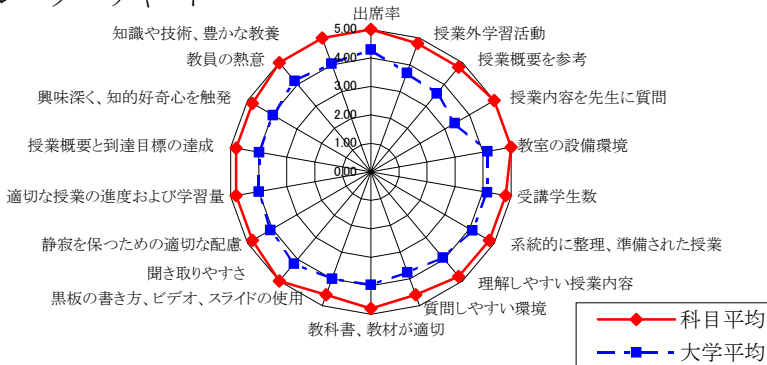 レーダーチャート
出席率
授業外学習活動
授業概要を参考
授業内容を先生に質問
教室の設備環境
受講学生数
系統的に整理、準備された授業
理解しやすい授業内容
質問しやすい環境
教科書、教材が適切
黒板の書き方、ビデオ、スライドの使用
聞き取りやすさ
静寂を保つための適切な配慮
適切な授業の進度および学習量
授業概要と到達目標の達成
興味深く、知的好奇心を触発
教員の熱意
知識や技術、豊かな教養
5.00
4.00
3.00
2.00
1.00
0.00
科目平均
大学平均